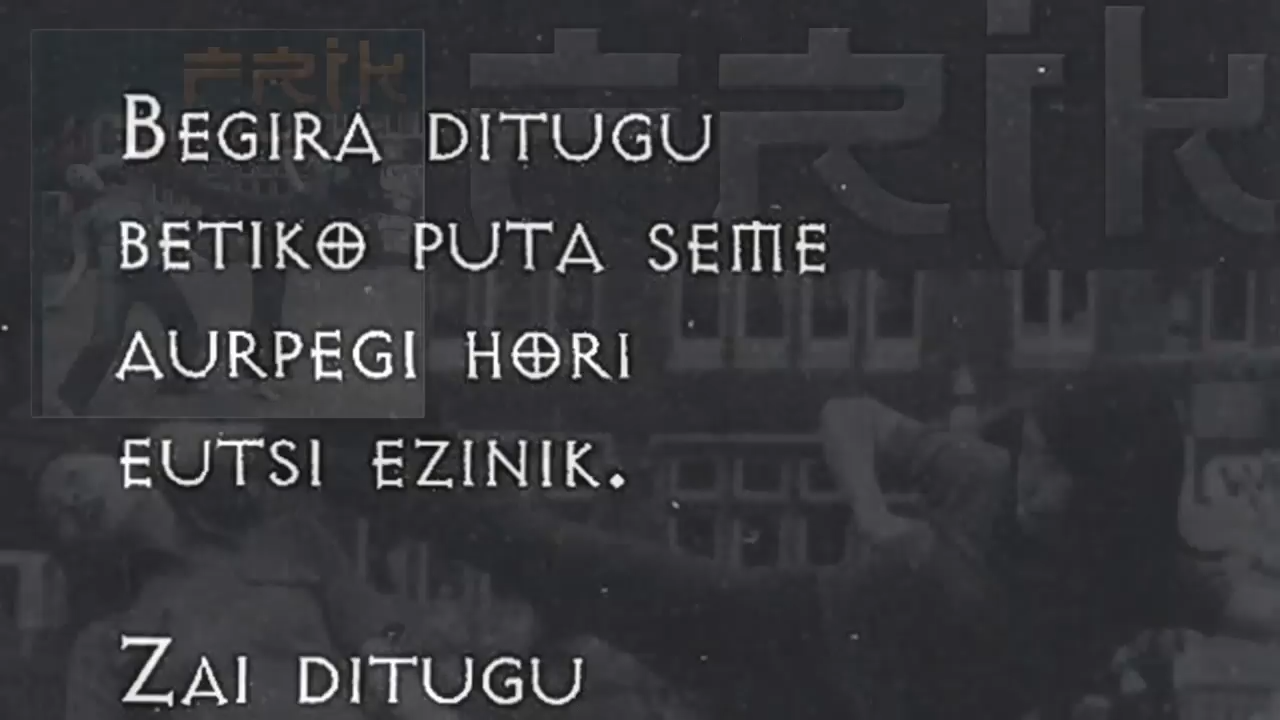 Begira ditugu
betiko puta seme
aurpegi hori
eutsi ezinik.
Zai ditugu